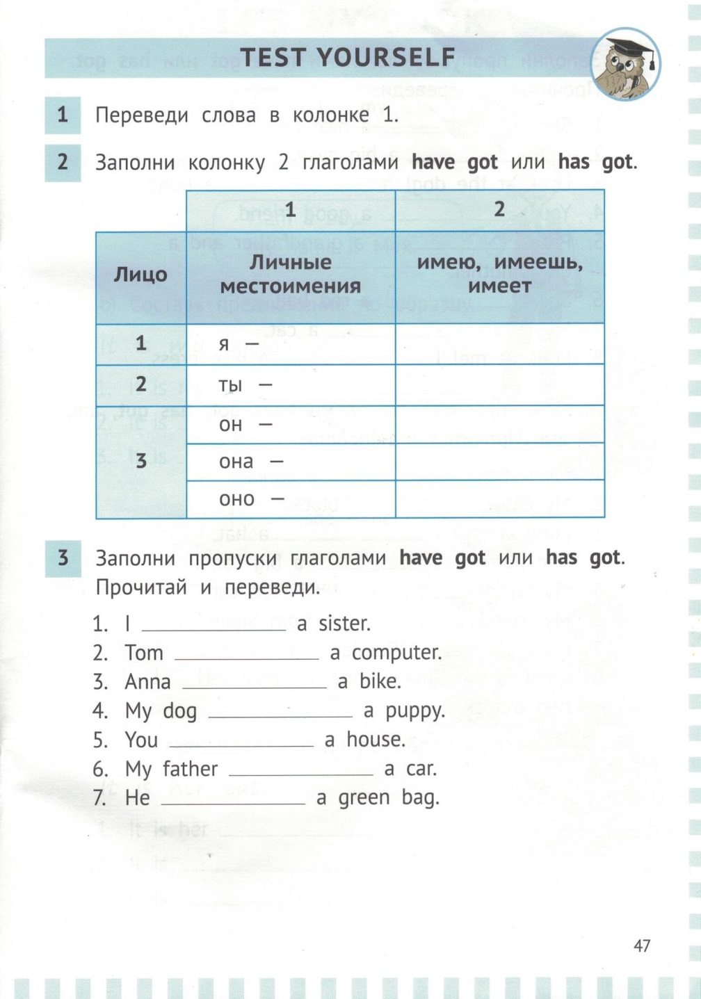 TEST YOURSELF
1 Переведи слова в колонке 1.
2 Заполни колонку 2 глаголами have got или has got.
1 2
Лицо Личные местоимения имею, имеешь, имеет
1 я –
2 ты –
3 он –
она –
оно –
3 Заполни пропуски глаголами have got или has got.
Прочитай и переведи.
1. I ____________ a sister.
2. Tom ____________ a computer.
3. Anna ____________ a bike.
4. My dog ____________ a puppy.
5. You ____________ a house.
6. My father ____________ a car.
7. He ____________ a green bag.
47